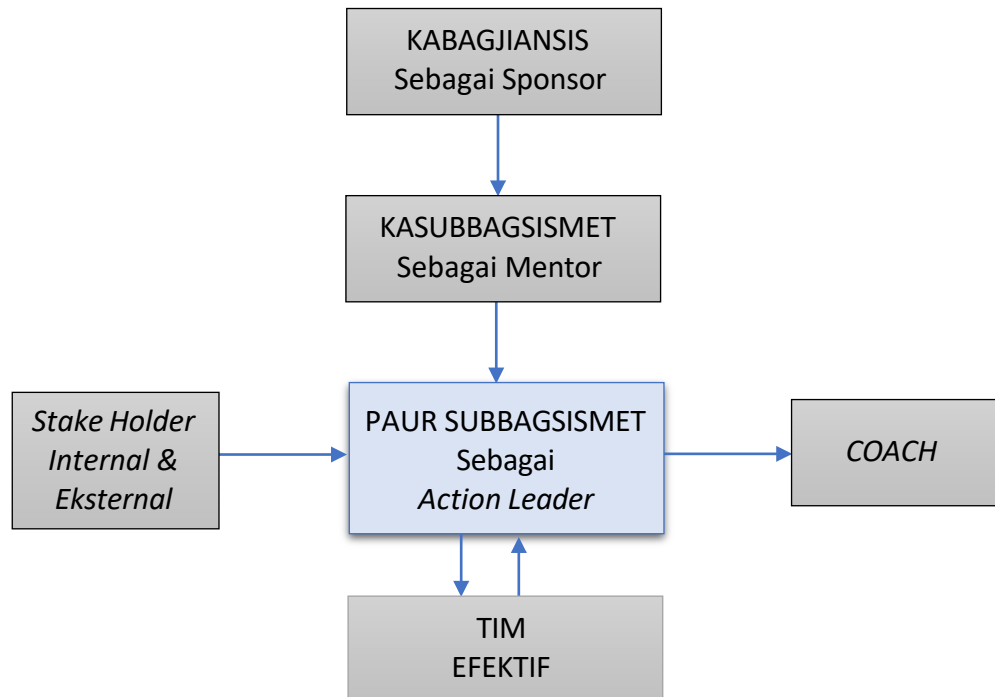 KABAGJIANSIS
Sebagai Sponsor
KASUBBAGSISMET
Sebagai Mentor
Stake Holder
Internal &
Eksternal
PAUR SUBBAGSISMET
Sebagai
Action Leader
COACH
TIM
EFEKTIF